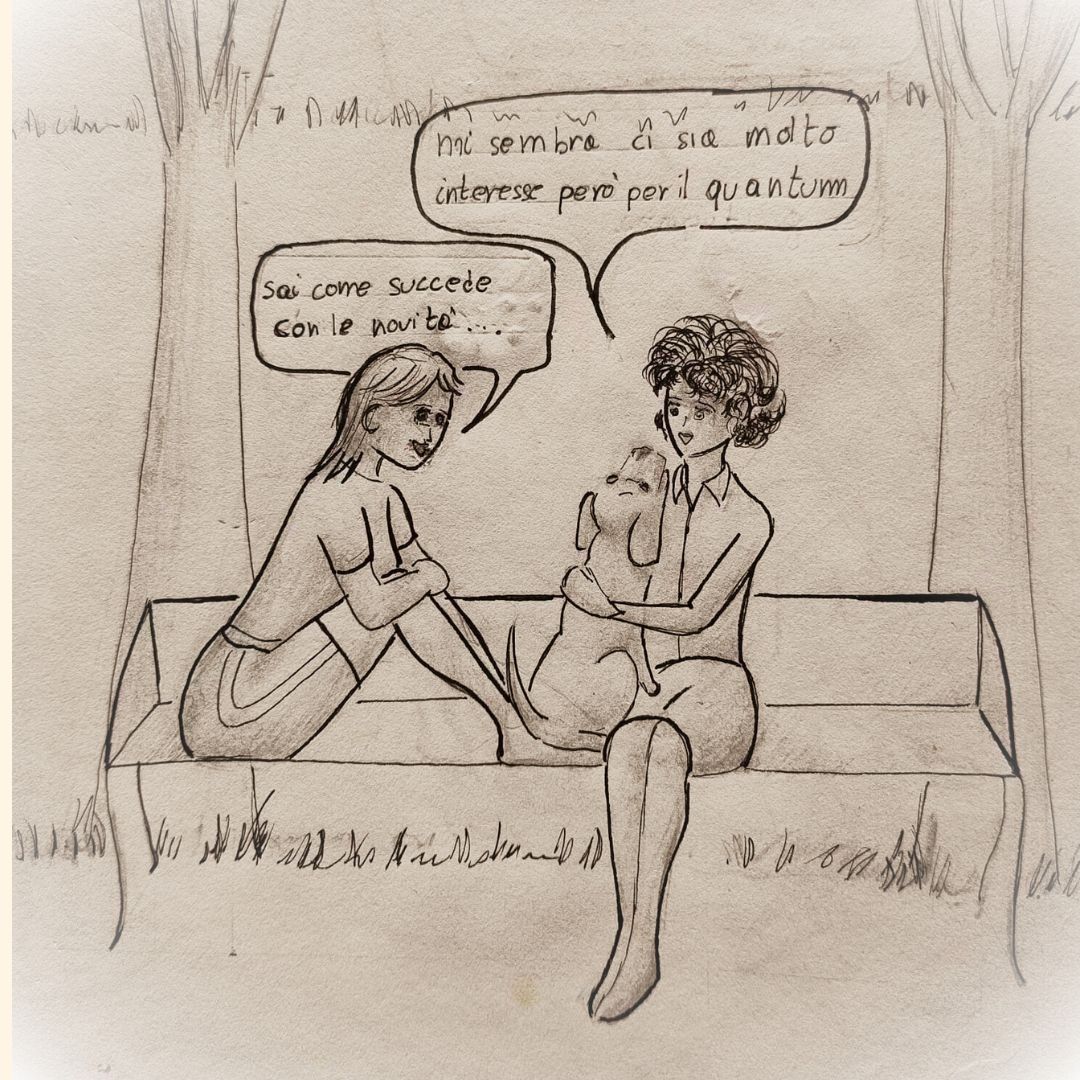 mi sembra ci sia molto
interesse però per il quantum
sai come succede
con le novità...